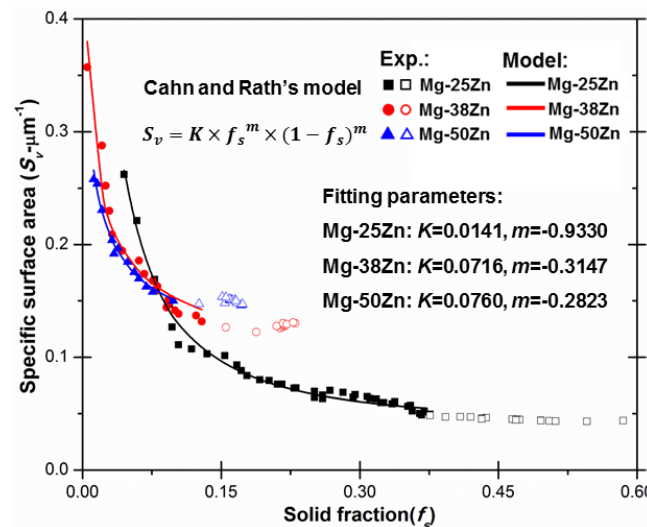 0.4
0.3
0.2
0.1
0.0
0.00
0.15
0.30
0.45
0.60
Specific surface area (Sᵥ-μm⁻¹)
Solid fraction(fₛ)
Cahn and Rath's model
Sᵥ = K × fₛᵐ × (1 − fₛ)ᵐ
Exp.: Model:
Mg-25Zn Mg-25Zn
Mg-38Zn Mg-38Zn
Mg-50Zn Mg-50Zn
Fitting parameters:
Mg-25Zn: K=0.0141, m=-0.9330
Mg-38Zn: K=0.0716, m=-0.3147
Mg-50Zn: K=0.0760, m=-0.2823